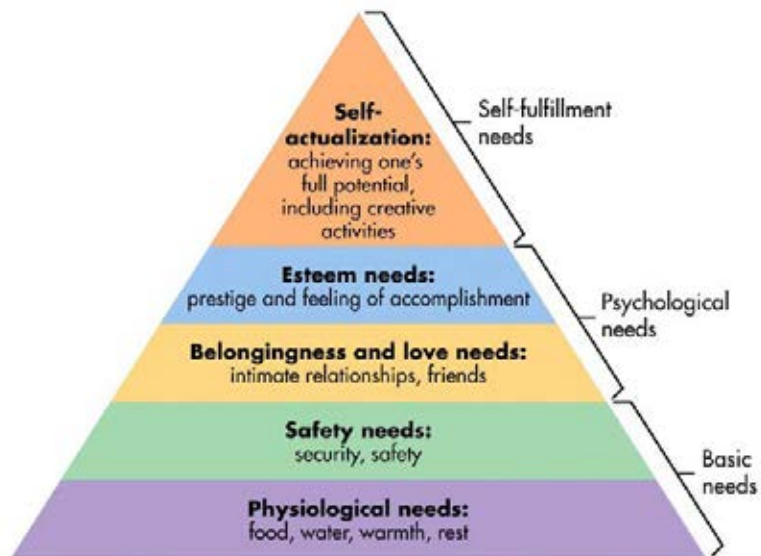 Self-
actualization:
achieving one's
full potential,
including creative
activities
Self-fulfillment
needs
Esteem needs:
prestige and feeling of accomplishment
Psychological
needs
Belongingness and love needs:
intimate relationships, friends
Safety needs:
security, safety
Basic
needs
Physiological needs:
food, water, warmth, rest